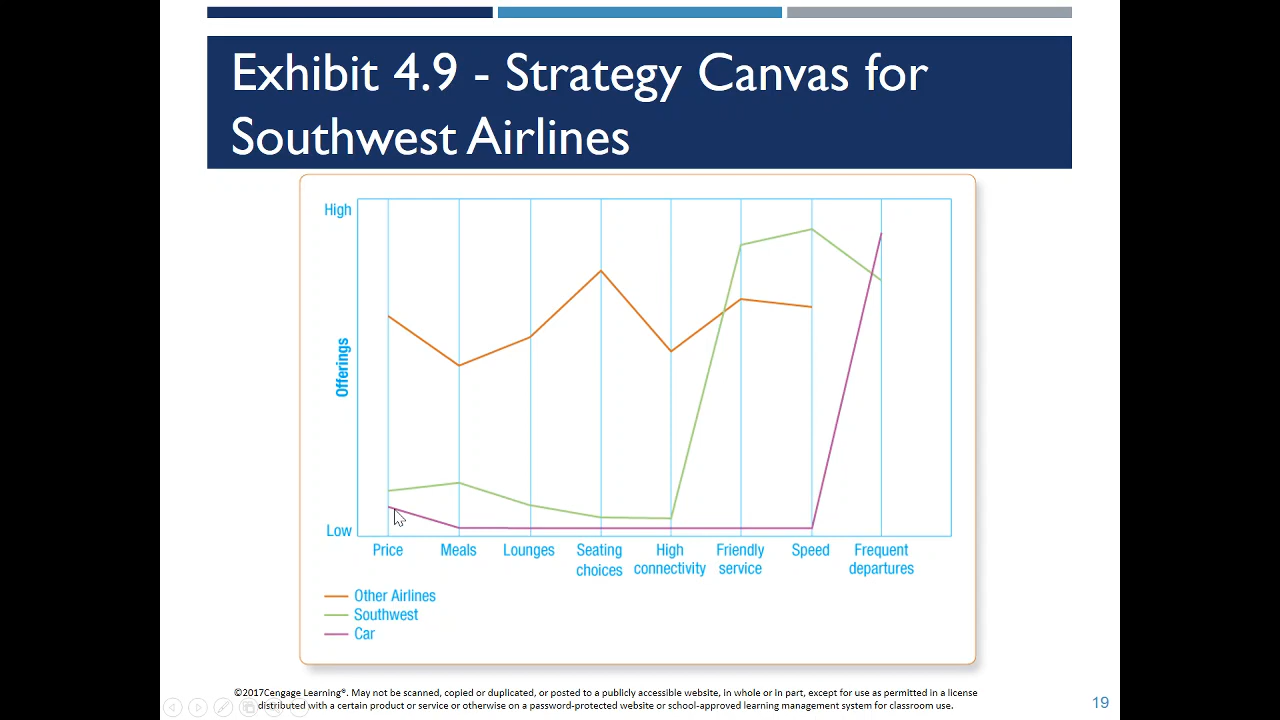 Exhibit 4.9 - Strategy Canvas for
Southwest Airlines
High
Offerings
Low
Price Meals Lounges Seating choices High connectivity Friendly service Speed Frequent departures
Other Airlines
Southwest
Car
©2017Cengage Learning®. May not be scanned, copied or duplicated, or posted to a publicly accessible website, in whole or in part, except for use as permitted in a license
distributed with a certain product or service or otherwise on a password-protected website or school-approved learning management system for classroom use.
19